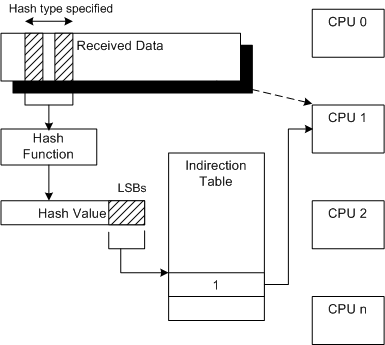 Hash type specified
Received Data
CPU 0
CPU 1
Hash
Function
LSBs
Hash Value
Indirection
Table
1
CPU 2
CPU n